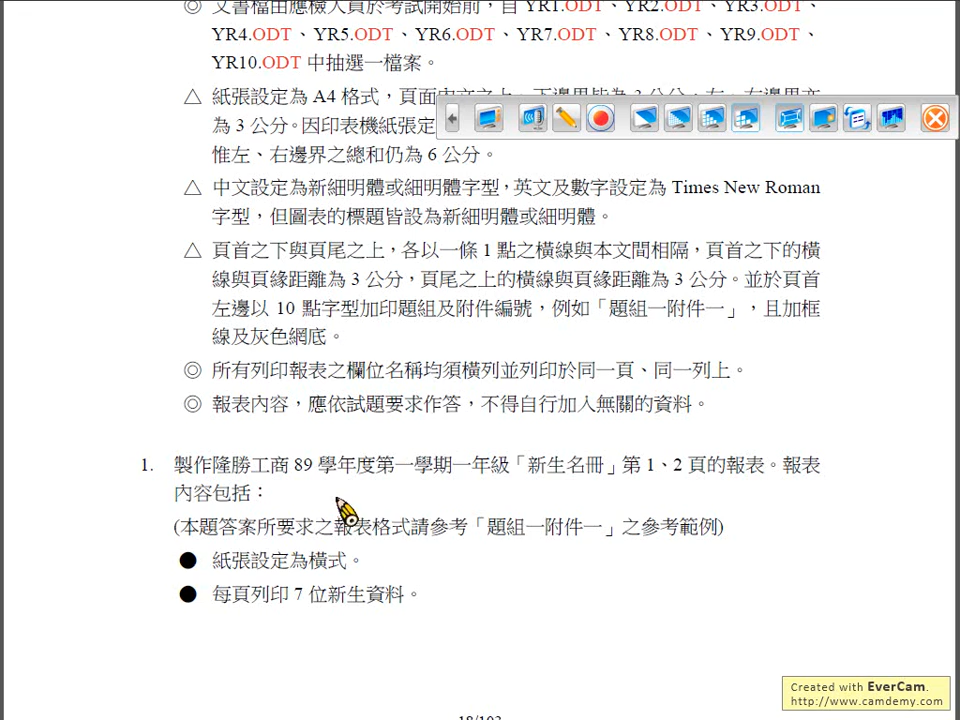 ◎ 文書檔由應檢人員於考試開始前，自 YR1.ODT、YR2.ODT、YR3.ODT、
YR4.ODT、YR5.ODT、YR6.ODT、YR7.ODT、YR8.ODT、YR9.ODT、
YR10.ODT 中抽選一檔案。
△ 紙張設定為 A4 格式，頁面
為 3 公分。因印表機紙張定
惟左、右邊界之總和仍為 6 公分。
△ 中文設定為新細明體或細明體字型，英文及數字設定為 Times New Roman
字型，但圖表的標題皆設為新細明體或細明體。
△ 頁首之下與頁尾之上，各以一條 1 點之橫線與本文間相隔，頁首之下的橫
線與頁緣距離為 3 公分，頁尾之上的橫線與頁緣距離為 3 公分。並於頁首
左邊以 10 點字型加印題組及附件編號，例如「題組一附件一」，且加框
線及灰色網底。
◎ 所有列印報表之欄位名稱均須橫列並列印於同一頁、同一列上。
◎ 報表內容，應依試題要求作答，不得自行加入無關的資料。
1. 製作隆勝工商 89 學年度第一學期一年級「新生名冊」第 1、2 頁的報表。報表
內容包括：
(本題答案所要求之報表格式請參考「題組一附件一」之參考範例)
● 紙張設定為橫式。
● 每頁列印 7 位新生資料。
18/103
Created with EverCam.
http://www.camdemy.com